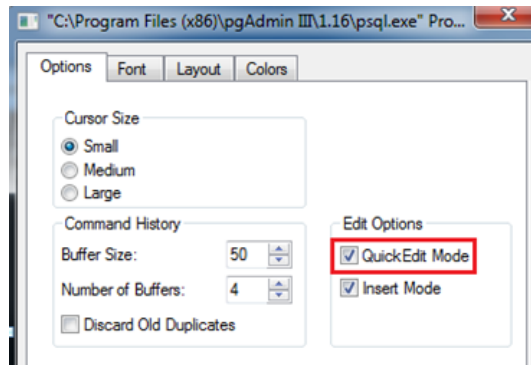 "C:\Program Files (x86)\pgAdmin III\1.16\psql.exe" Pro...
Options Font Layout Colors
Cursor Size
Small
Medium
Large
Command History
Buffer Size: 50
Number of Buffers: 4
Discard Old Duplicates
Edit Options
QuickEdit Mode
Insert Mode